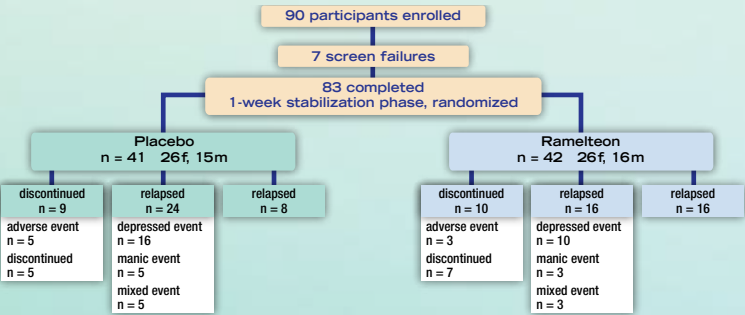 90 participants enrolled
7 screen failures
83 completed
1-week stabilization phase, randomized
Placebo
n = 41 26f, 15m
discontinued
n = 9
adverse event
n = 5
discontinued
n = 5
relapsed
n = 24
depressed event
n = 16
manic event
n = 5
mixed event
n = 5
relapsed
n = 8
Ramelteon
n = 42 26f, 16m
discontinued
n = 10
adverse event
n = 3
discontinued
n = 7
relapsed
n = 16
depressed event
n = 10
manic event
n = 3
mixed event
n = 3
relapsed
n = 16